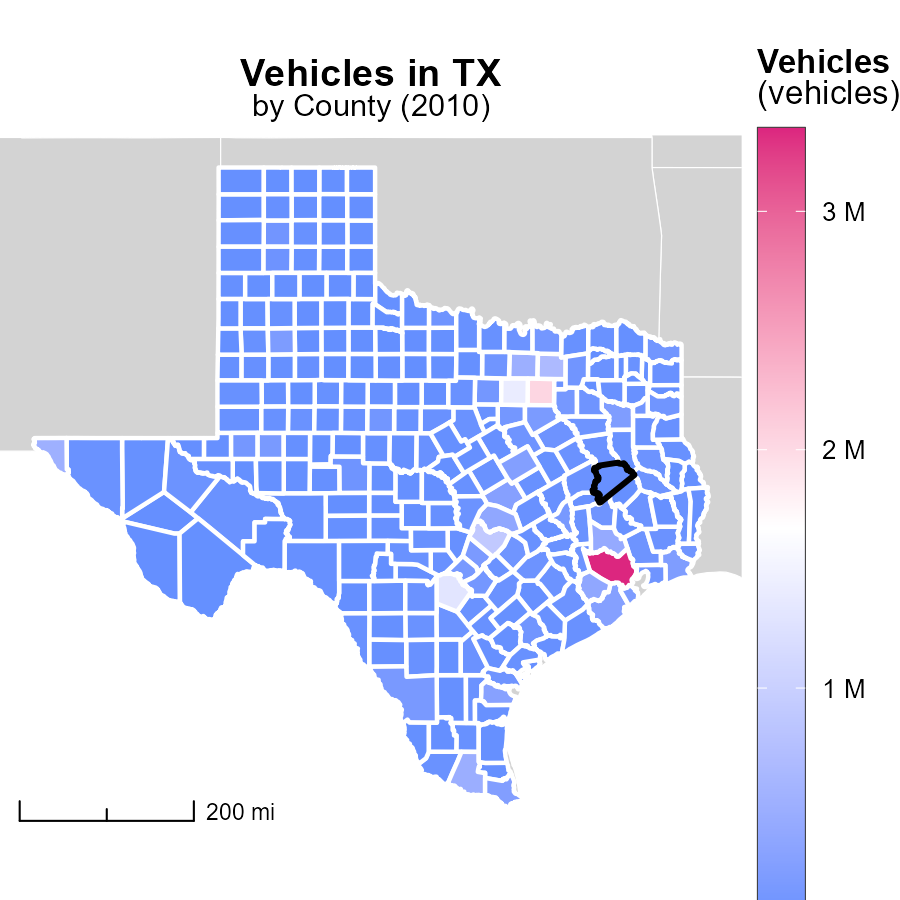 Vehicles in TX
by County (2010)
Vehicles
(vehicles)
3 M
2 M
1 M
200 mi